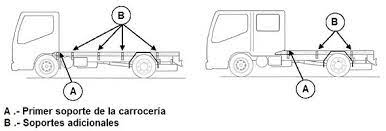 B
B
A
A
A .- Primer soporte de la carrocería
B .- Soportes adicionales